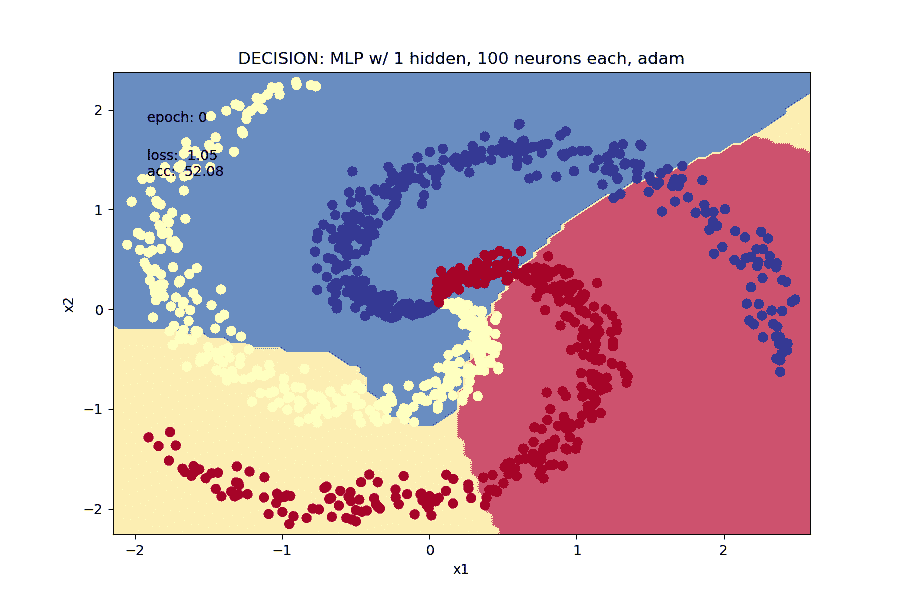 DECISION: MLP w/ 1 hidden, 100 neurons each, adam
epoch: 0
loss: 1.05
acc: 52.08
2
1
0
−1
−2
x2
−2
−1
0
1
2
x1